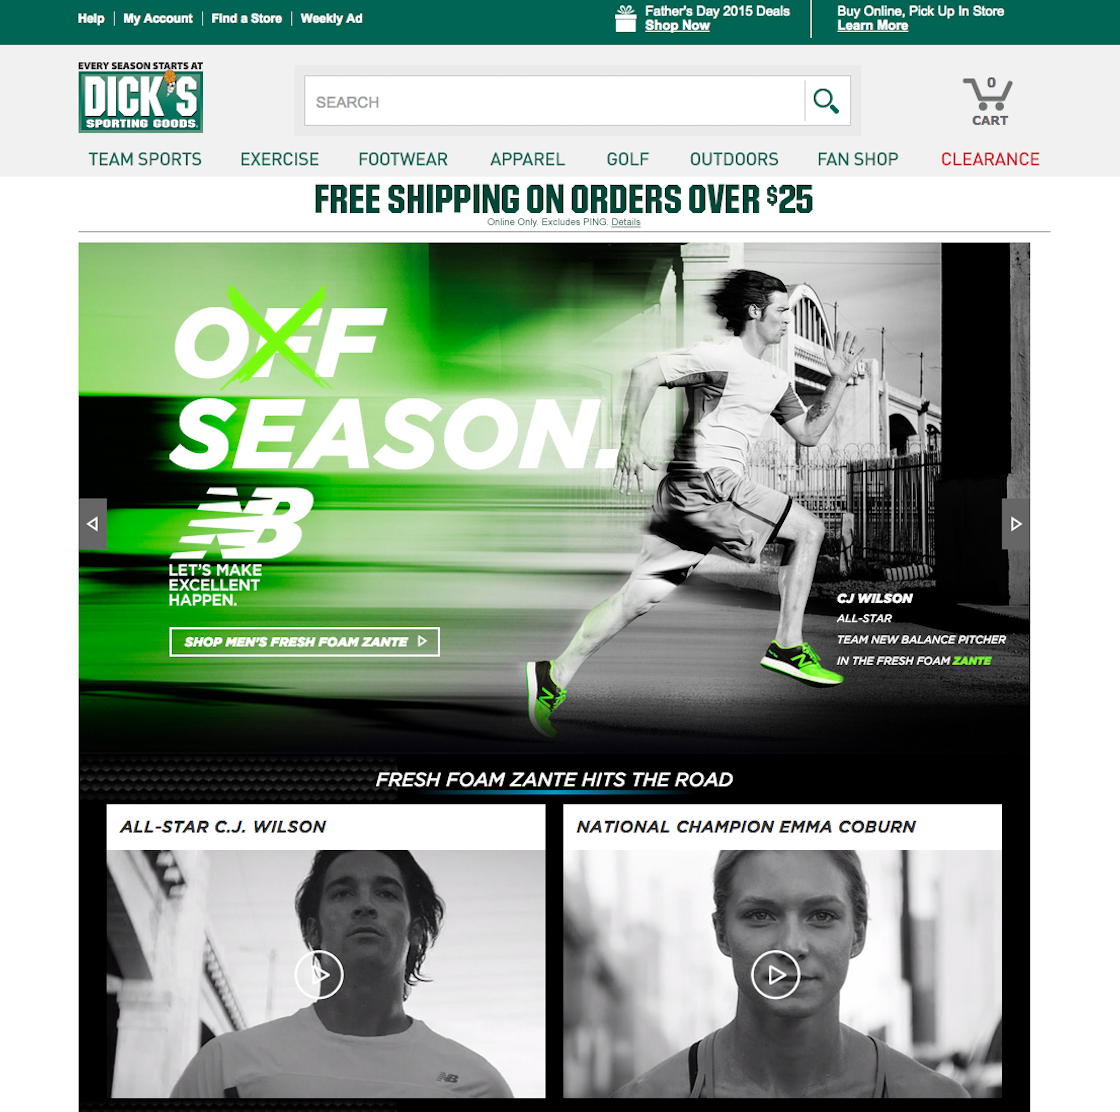 Help
My Account
Find a Store
Weekly Ad
Father's Day 2015 Deals
Shop Now
Buy Online, Pick Up In Store
Learn More
EVERY SEASON STARTS AT
DICK'S
SPORTING GOODS.
SEARCH
0
CART
TEAM SPORTS
EXERCISE
FOOTWEAR
APPAREL
GOLF
OUTDOORS
FAN SHOP
CLEARANCE
FREE SHIPPING ON ORDERS OVER $25
Online Only. Excludes PING. Details
OFF
SEASON.
NB
LET'S MAKE
EXCELLENT
HAPPEN.
SHOP MEN'S FRESH FOAM ZANTE
CJ WILSON
ALL-STAR
TEAM NEW BALANCE PITCHER
IN THE FRESH FOAM ZANTE
N
N
FRESH FOAM ZANTE HITS THE ROAD
ALL-STAR C.J. WILSON
NATIONAL CHAMPION EMMA COBURN
NB